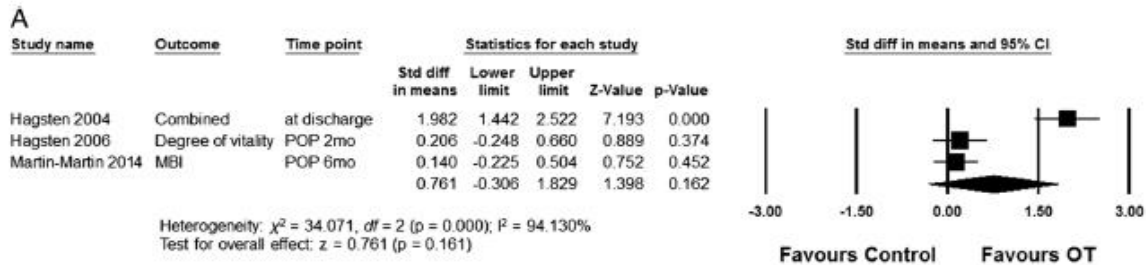 A
Study name Outcome Time point Statistics for each study Std diff in means and 95% CI
Std diff in means Lower limit Upper limit Z-Value p-Value
Hagsten 2004 Combined at discharge 1.982 1.442 2.522 7.193 0.000
Hagsten 2006 Degree of vitality POP 2mo 0.206 -0.248 0.660 0.889 0.374
Martin-Martin 2014 MBI POP 6mo 0.140 -0.225 0.504 0.752 0.452
0.761 -0.306 1.829 1.398 0.162
-3.00 -1.50 0.00 1.50 3.00
Heterogeneity: χ² = 34.071, df = 2 (p = 0.000); I² = 94.130%
Test for overall effect: z = 0.761 (p = 0.161)
Favours Control Favours OT